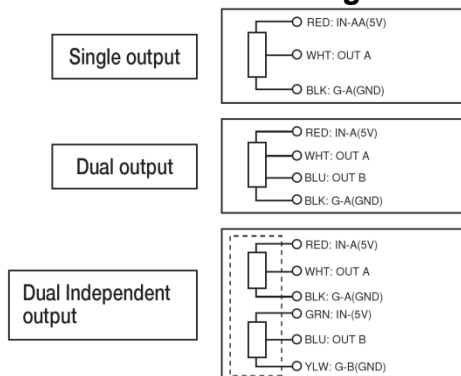 Single output
RED: IN-AA(5V)
WHT: OUT A
BLK: G-A(GND)
Dual output
RED: IN-A(5V)
WHT: OUT A
BLU: OUT B
BLK: G-A(GND)
Dual Independent
output
RED: IN-A(5V)
WHT: OUT A
BLK: G-A(GND)
GRN: IN-(5V)
BLU: OUT B
YLW: G-B(GND)